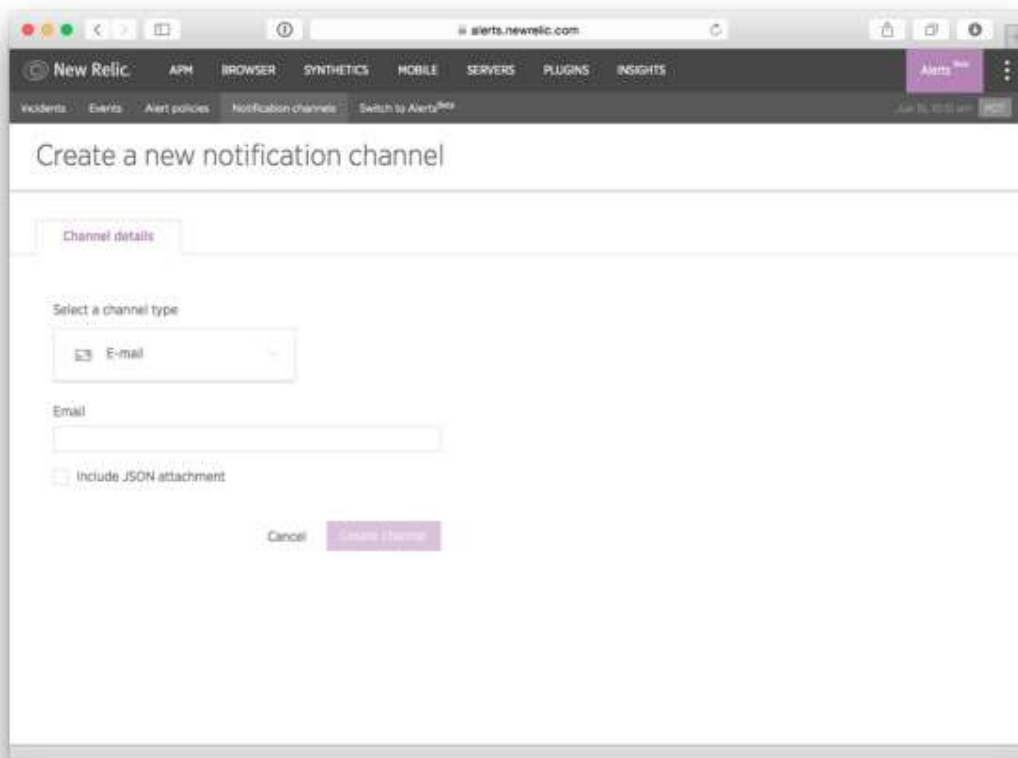 alerts.newrelic.com
New Relic. APM BROWSER SYNTHETICS MOBILE SERVERS PLUGINS INSIGHTS Alerts Beta
Incidents Events Alert policies Notification channels Switch to Alerts Beta
Create a new notification channel
Channel details
Select a channel type
E-mail
Email
Include JSON attachment
Cancel Create channel